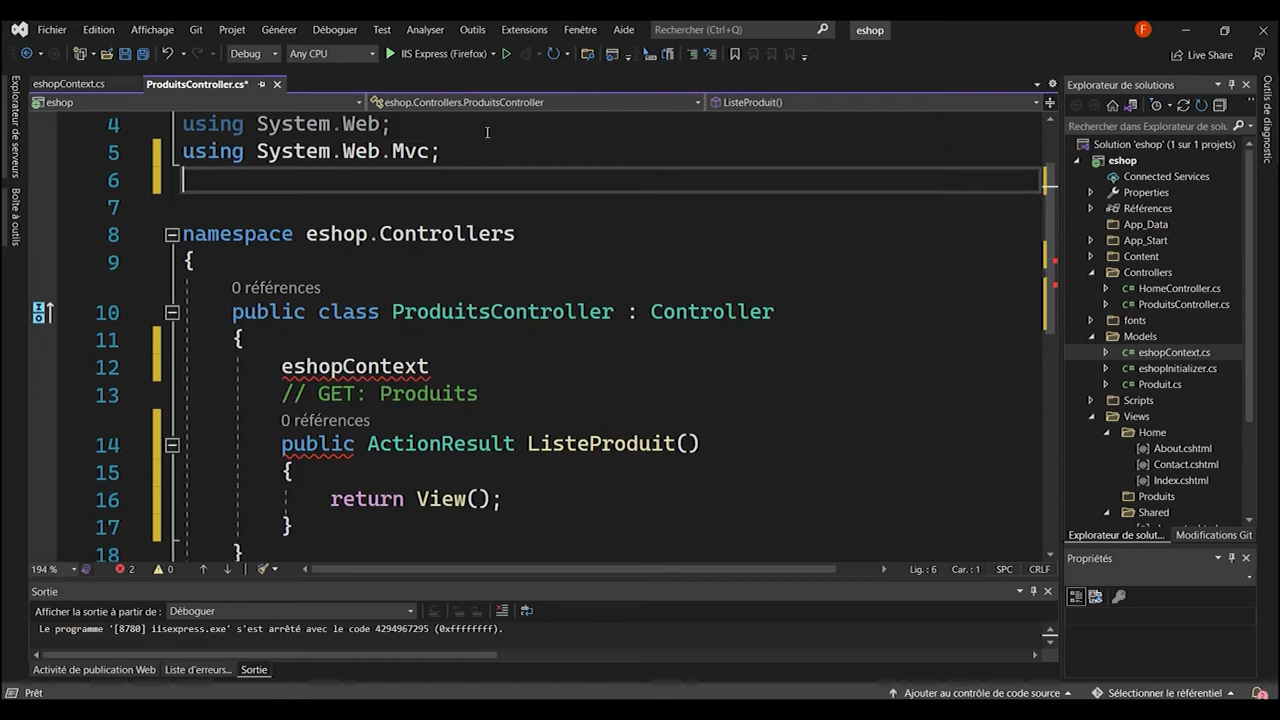 Fichier Edition Affichage Git Projet Générer Déboguer Test Analyser Outils Extensions Fenêtre Aide Rechercher (Ctrl+Q) eshop F
Debug Any CPU IIS Express (Firefox) Live Share
eshopContext.cs ProduitsController.cs* Explorateur de solutions
eshop eshop.Controllers.ProduitsController ListeProduit()
Explorateur de serveurs
Boîte à outils
Outils de diagnostic
4 using System.Web;
5 using System.Web.Mvc;
6
7
8 namespace eshop.Controllers
9 {
0 références
10 public class ProduitsController : Controller
11 {
12 eshopContext
13 // GET: Produits
0 références
14 public ActionResult ListeProduit()
15 {
16 return View();
17 }
18 }
Rechercher dans Explorateur de solu
Solution 'eshop' (1 sur 1 projets)
eshop
Connected Services
Properties
Références
App_Data
App_Start
Content
Controllers
HomeController.cs
ProduitsController.cs
fonts
Models
eshopContext.cs
eshopInitializer.cs
Produit.cs
Scripts
Views
Home
About.cshtml
Contact.cshtml
Index.cshtml
Produits
Shared
Explorateur de solut... Modifications Git
Propriétés
194 % 2 0 Lig. : 6 Car. : 1 SPC CRLF
Sortie
Afficher la sortie à partir de : Déboguer
Le programme '[8780] iisexpress.exe' s'est arrêté avec le code 4294967295 (0xffffffff).
Activité de publication Web Liste d'erreurs... Sortie
Prêt Ajouter au contrôle de code source Sélectionner le référentiel